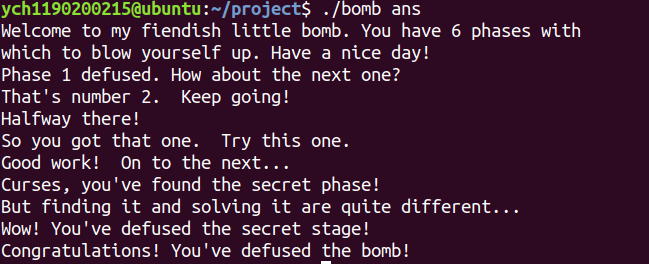 ych1190200215@ubuntu:~/project$ ./bomb ans
Welcome to my fiendish little bomb. You have 6 phases with
which to blow yourself up. Have a nice day!
Phase 1 defused. How about the next one?
That's number 2.  Keep going!
Halfway there!
So you got that one.  Try this one.
Good work!  On to the next...
Curses, you've found the secret phase!
But finding it and solving it are quite different...
Wow! You've defused the secret stage!
Congratulations! You've defused the bomb!